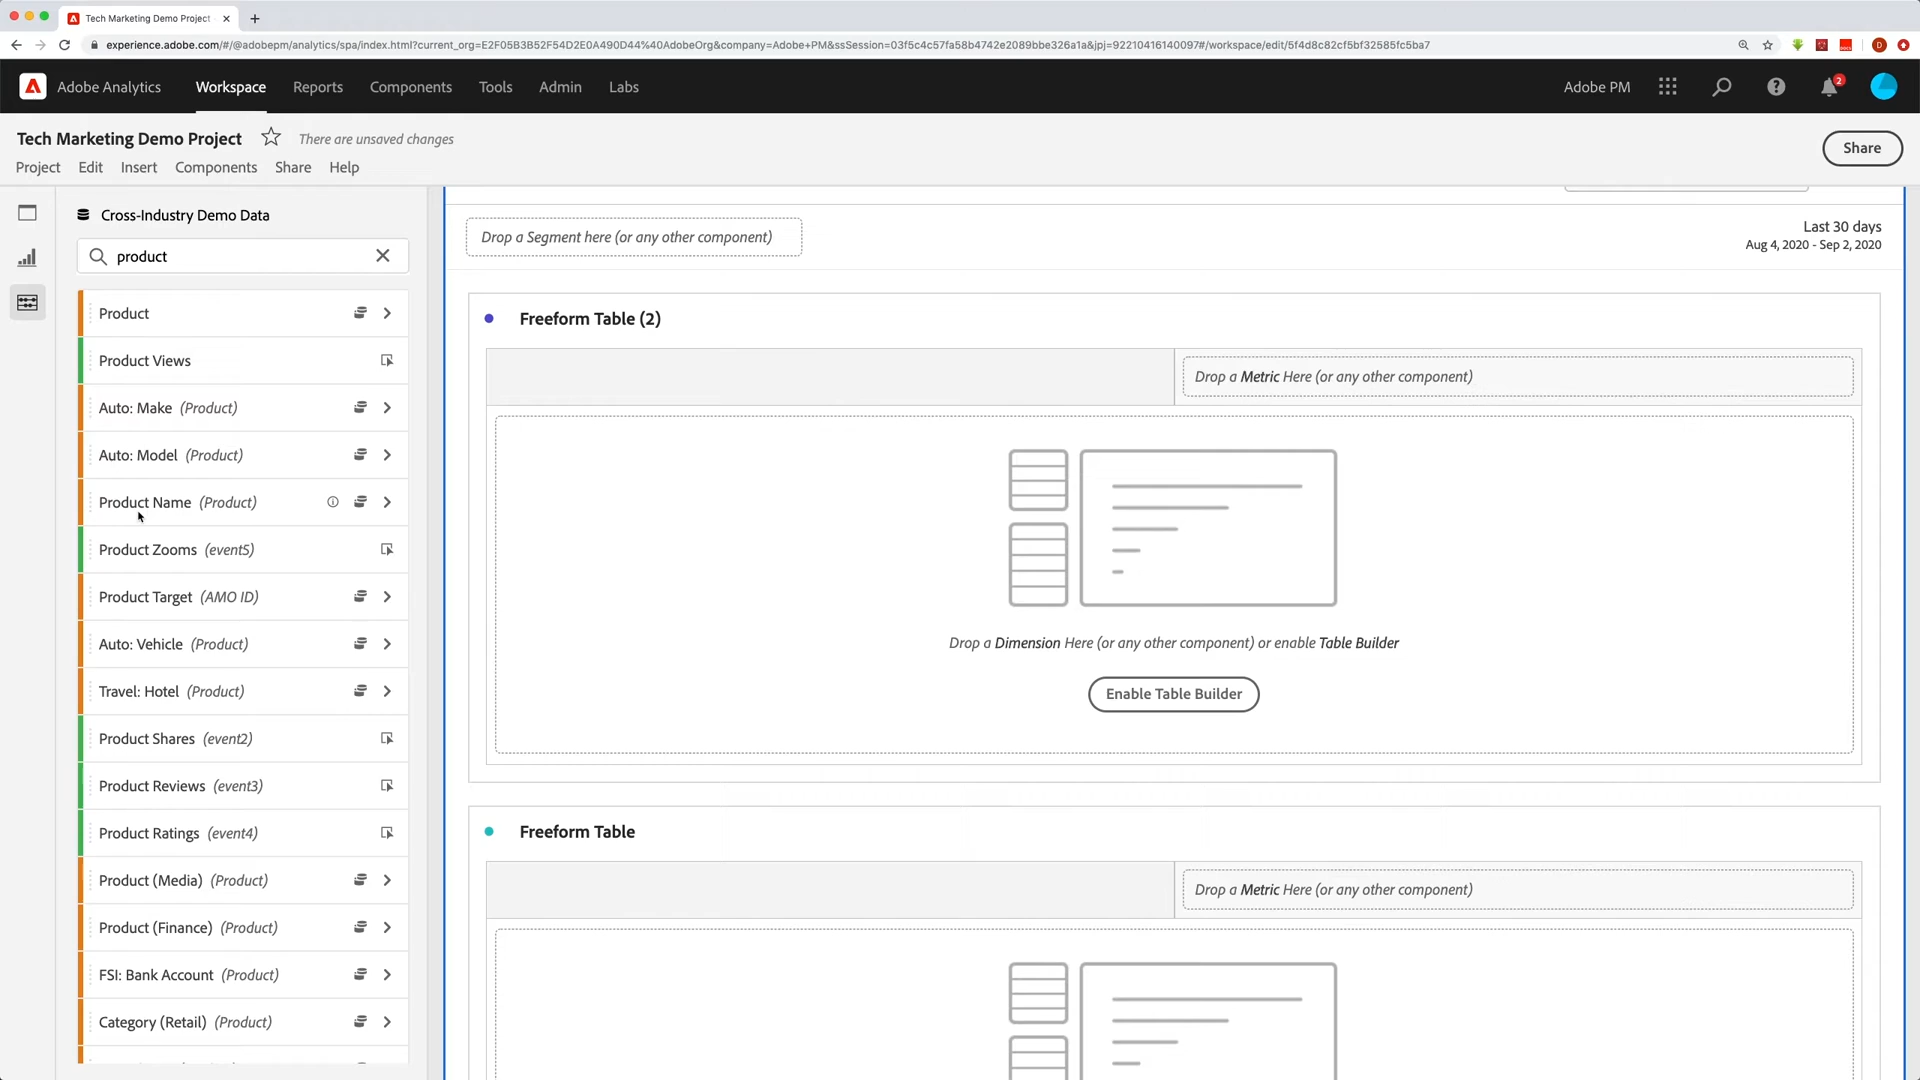 Tech Marketing Demo Project
experience.adobe.com/#/@adobepm/analytics/spa/index.html?current_org=E2F05B3B52F54D2E0A490D44%40AdobeOrg&company=Adobe+PM&ssSession=03f5c4c57fa58b4742e2089bbe326a1a&jpj=92210416140097#/workspace/edit/5f4d8c82cf5bf32585fc5ba7
D
Adobe Analytics Workspace Reports Components Tools Admin Labs Adobe PM 2
Tech Marketing Demo Project There are unsaved changes
Share
Project Edit Insert Components Share Help
Cross-Industry Demo Data
product
Product
Product Views
Auto: Make (Product)
Auto: Model (Product)
Product Name (Product)
Product Zooms (event5)
Product Target (AMO ID)
Auto: Vehicle (Product)
Travel: Hotel (Product)
Product Shares (event2)
Product Reviews (event3)
Product Ratings (event4)
Product (Media) (Product)
Product (Finance) (Product)
FSI: Bank Account (Product)
Category (Retail) (Product)
Drop a Segment here (or any other component)
Last 30 days
Aug 4, 2020 - Sep 2, 2020
Freeform Table (2)
Drop a Metric Here (or any other component)
Drop a Dimension Here (or any other component) or enable Table Builder
Enable Table Builder
Freeform Table
Drop a Metric Here (or any other component)